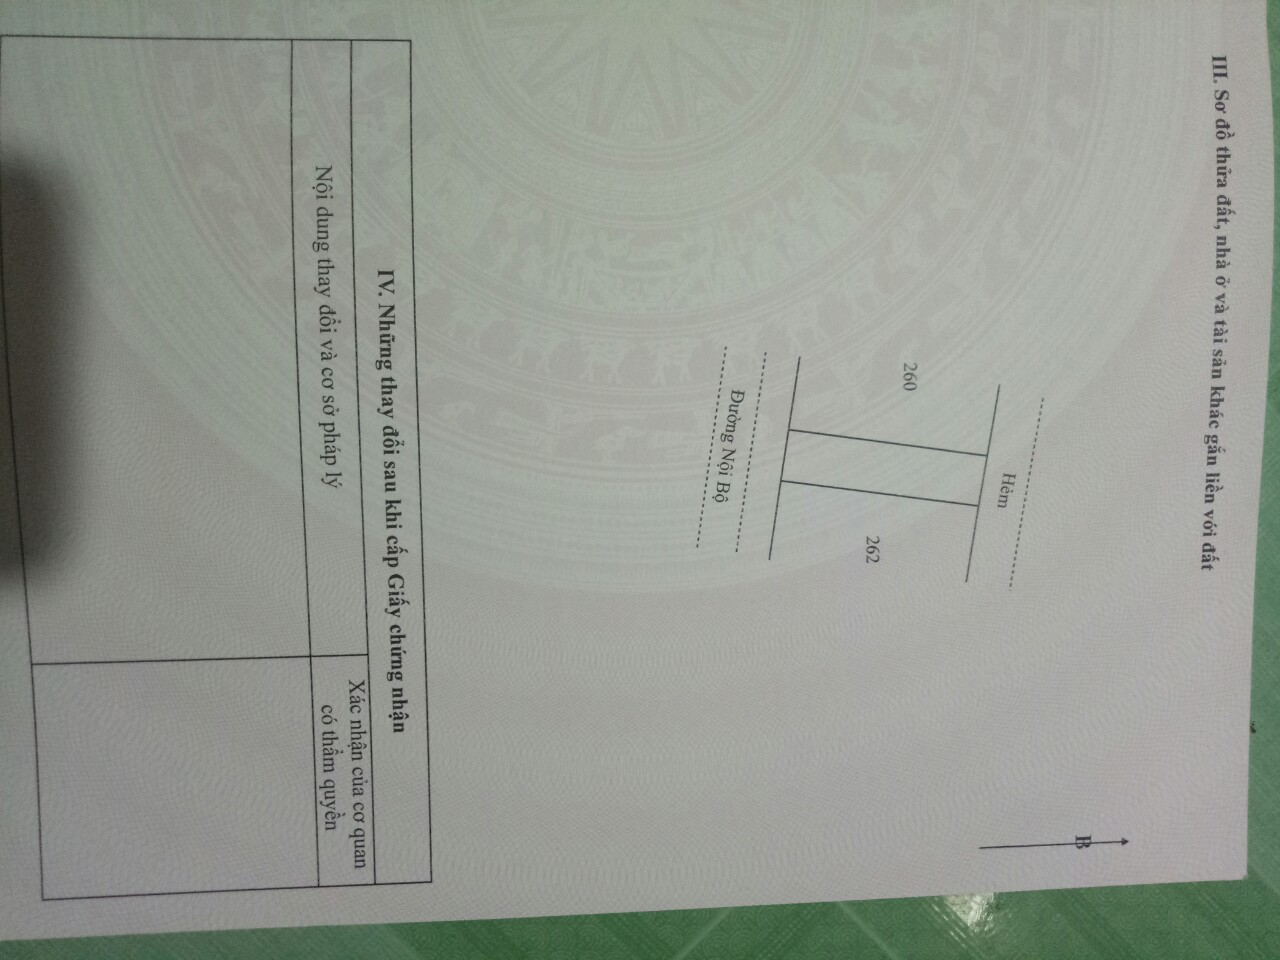 III. Sơ đồ thửa đất, nhà ở và tài sản khác gắn liền với đất
B
Hẻm
260
262
Đường Nội Bộ
IV. Những thay đổi sau khi cấp Giấy chứng nhận
Nội dung thay đổi và cơ sở pháp lý
Xác nhận của cơ quan
có thẩm quyền